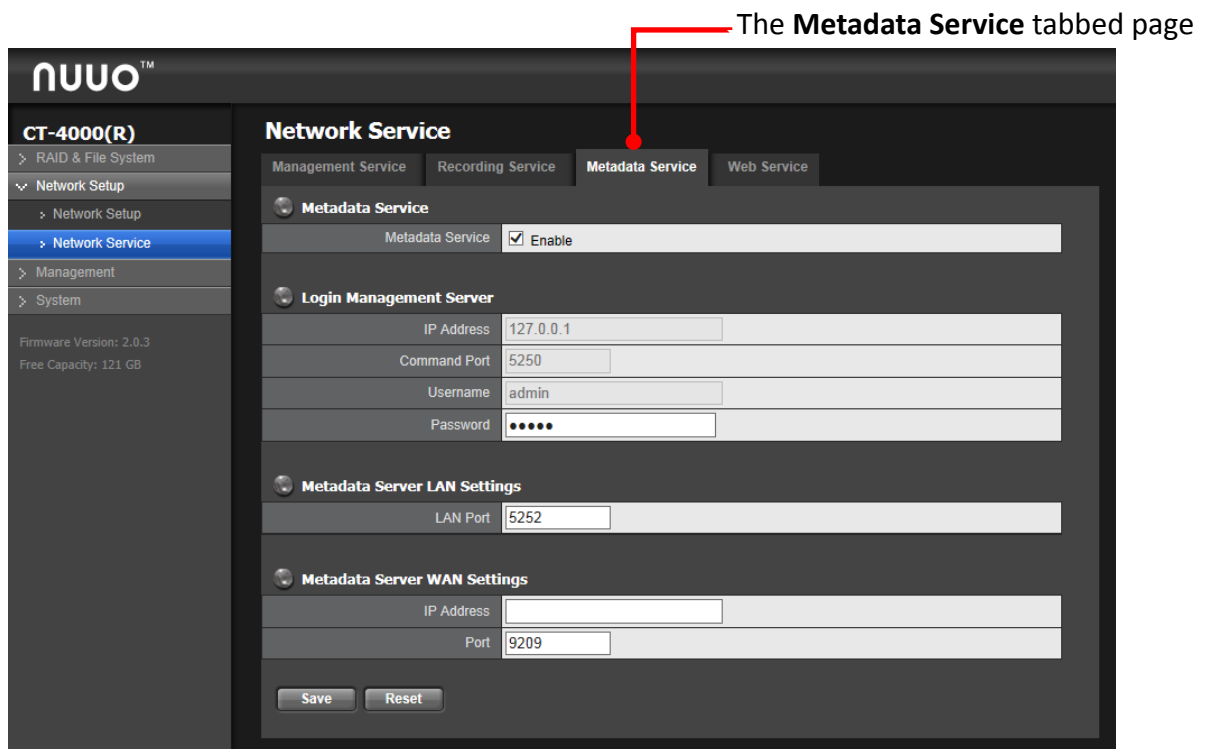 The Metadata Service tabbed page
nuuo™
CT-4000(R)
RAID & File System
Network Setup
Network Setup
Network Service
Management
System
Firmware Version: 2.0.3
Free Capacity: 121 GB
Network Service
Management Service Recording Service Metadata Service Web Service
Metadata Service
Metadata Service Enable
Login Management Server
IP Address 127.0.0.1
Command Port 5250
Username admin
Password •••••
Metadata Server LAN Settings
LAN Port 5252
Metadata Server WAN Settings
IP Address
Port 9209
Save Reset